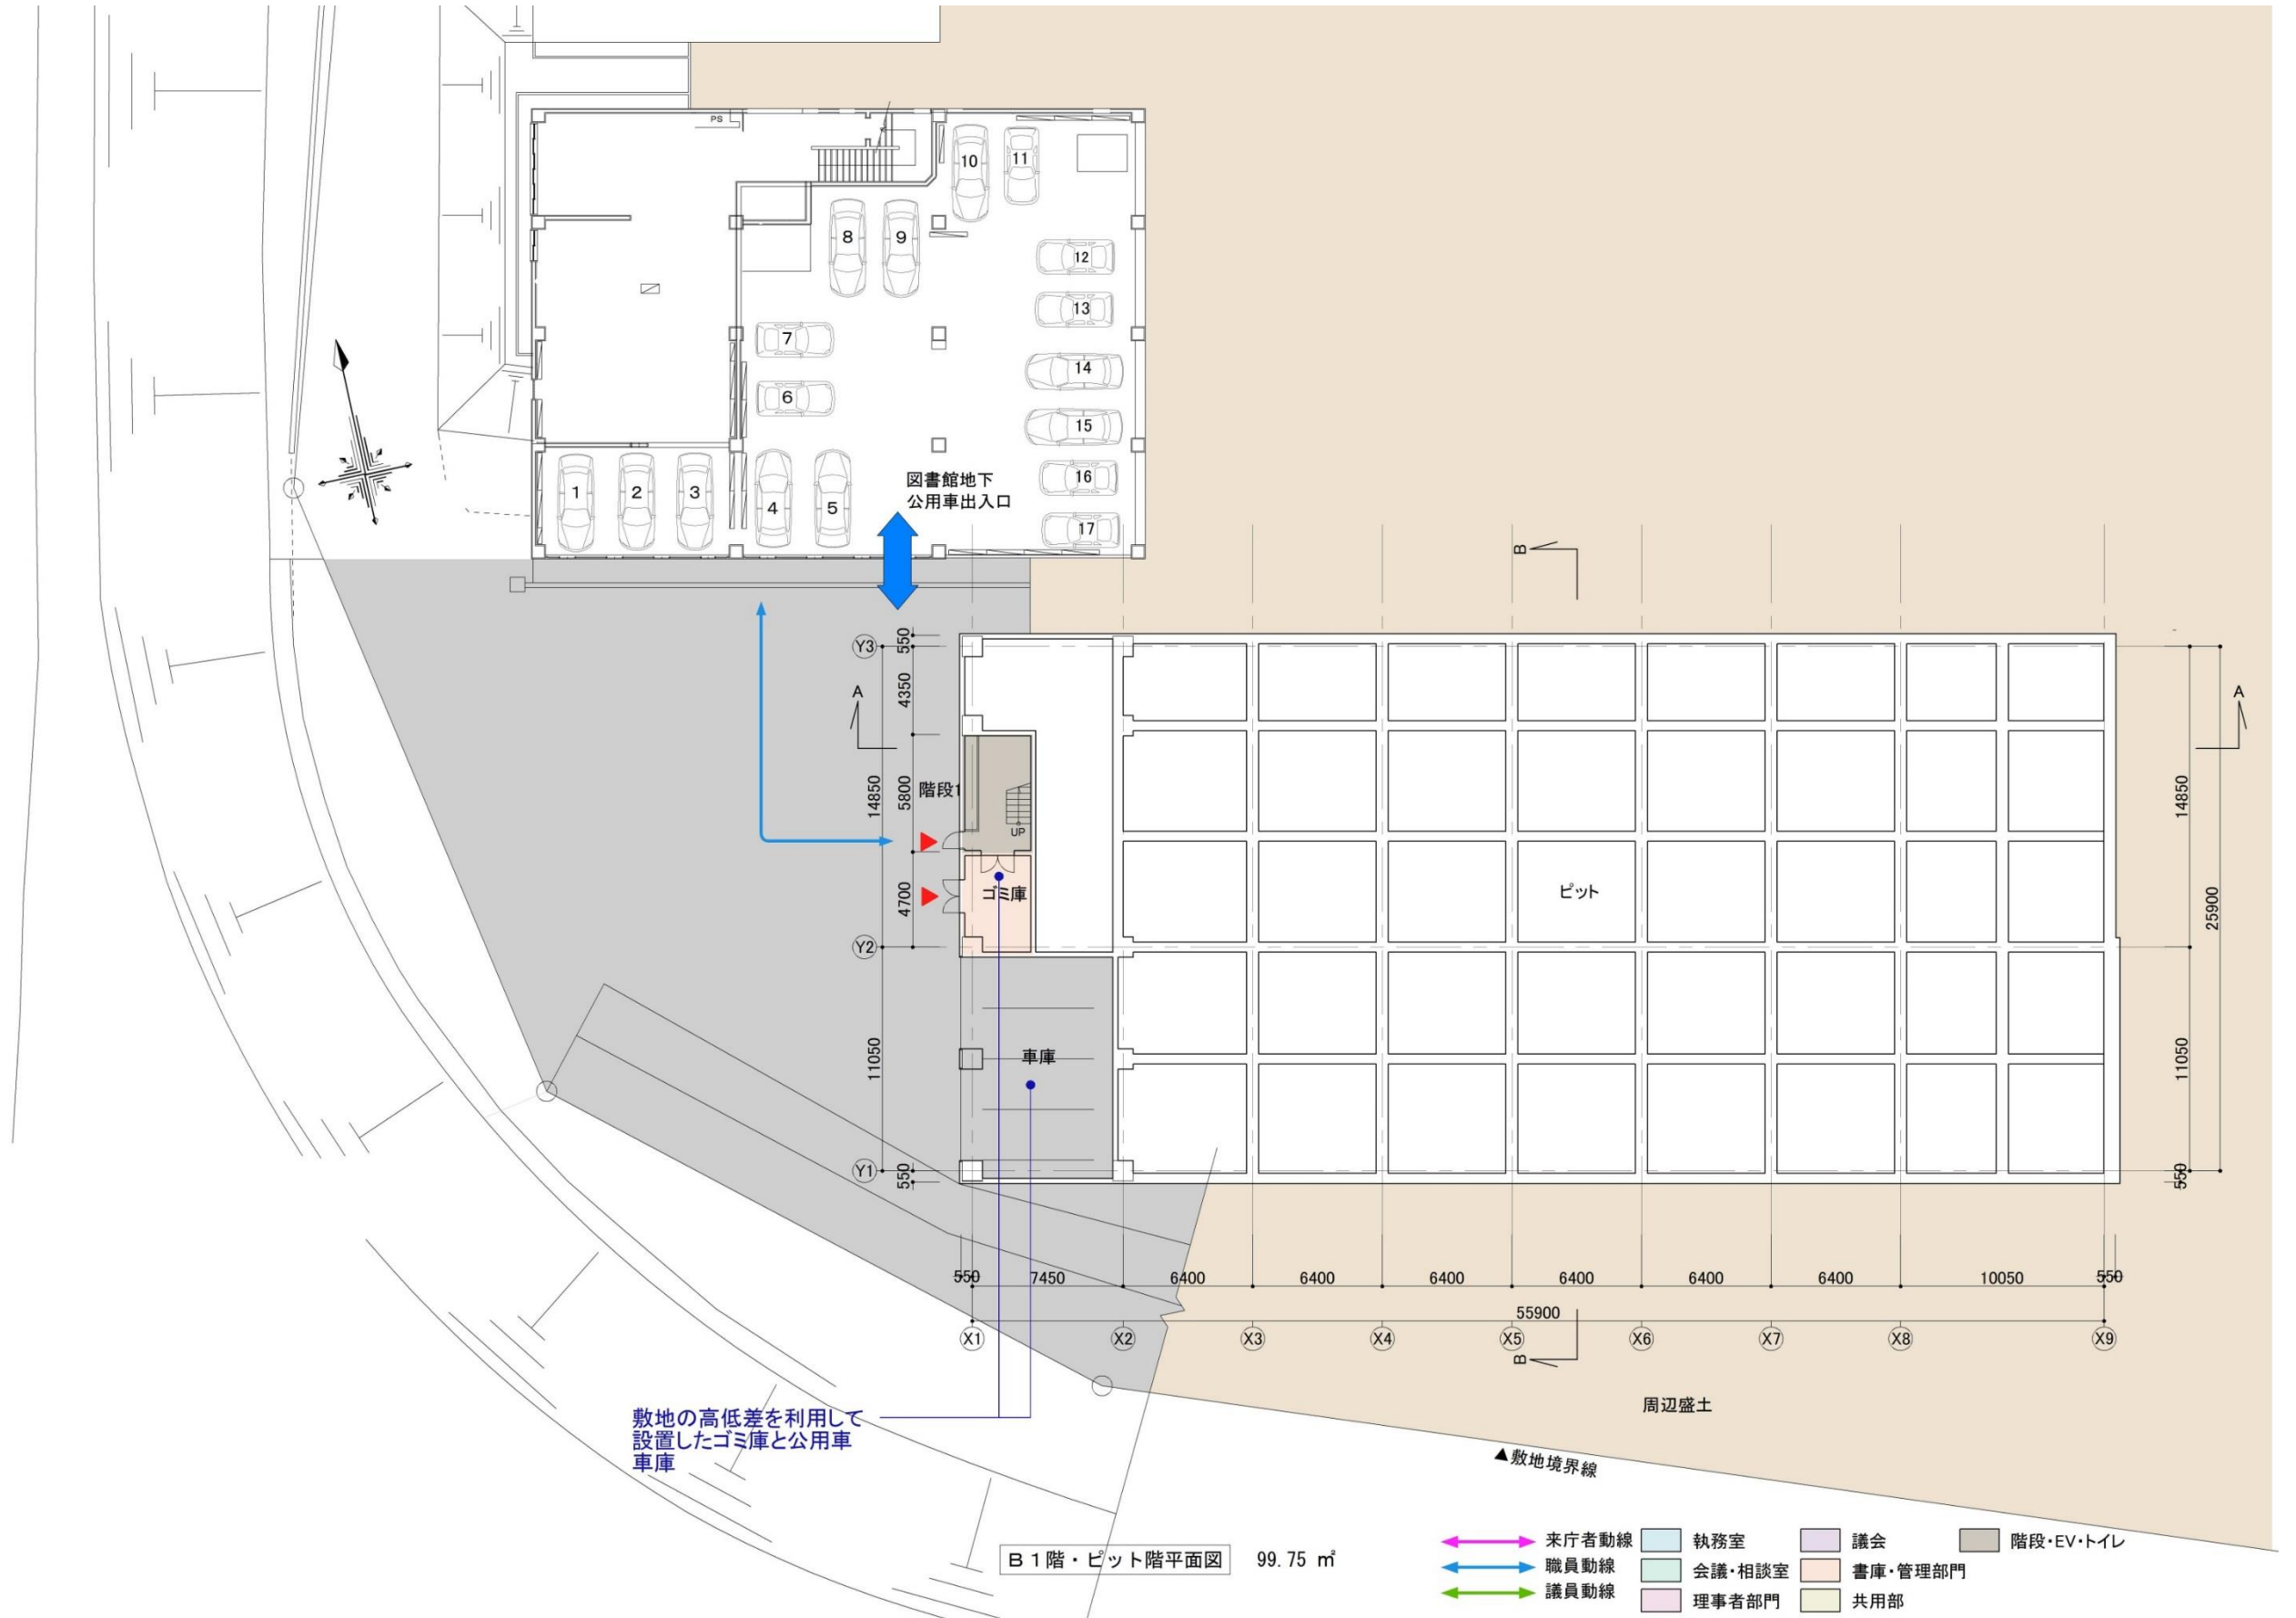 PS
10
11
8
9
12
13
7
14
6
15
1
2
3
4
5
16
17
図書館地下
公用車出入口
B
Y3
550
4350
A
A
14850
5800
階段1
UP
14850
4700
ゴミ庫
ピット
25900
Y2
11050
車庫
11050
Y1
550
550
550
7450
6400
6400
6400
6400
6400
6400
10050
550
55900
X1
X2
X3
X4
X5
X6
X7
X8
X9
B
周辺盛土
敷地の高低差を利用して
設置したゴミ庫と公用車
車庫
▲敷地境界線
B1階・ピット階平面図 99.75 ㎡
来庁者動線
職員動線
議員動線
執務室
会議・相談室
理事者部門
議会
書庫・管理部門
共用部
階段・EV・トイレ